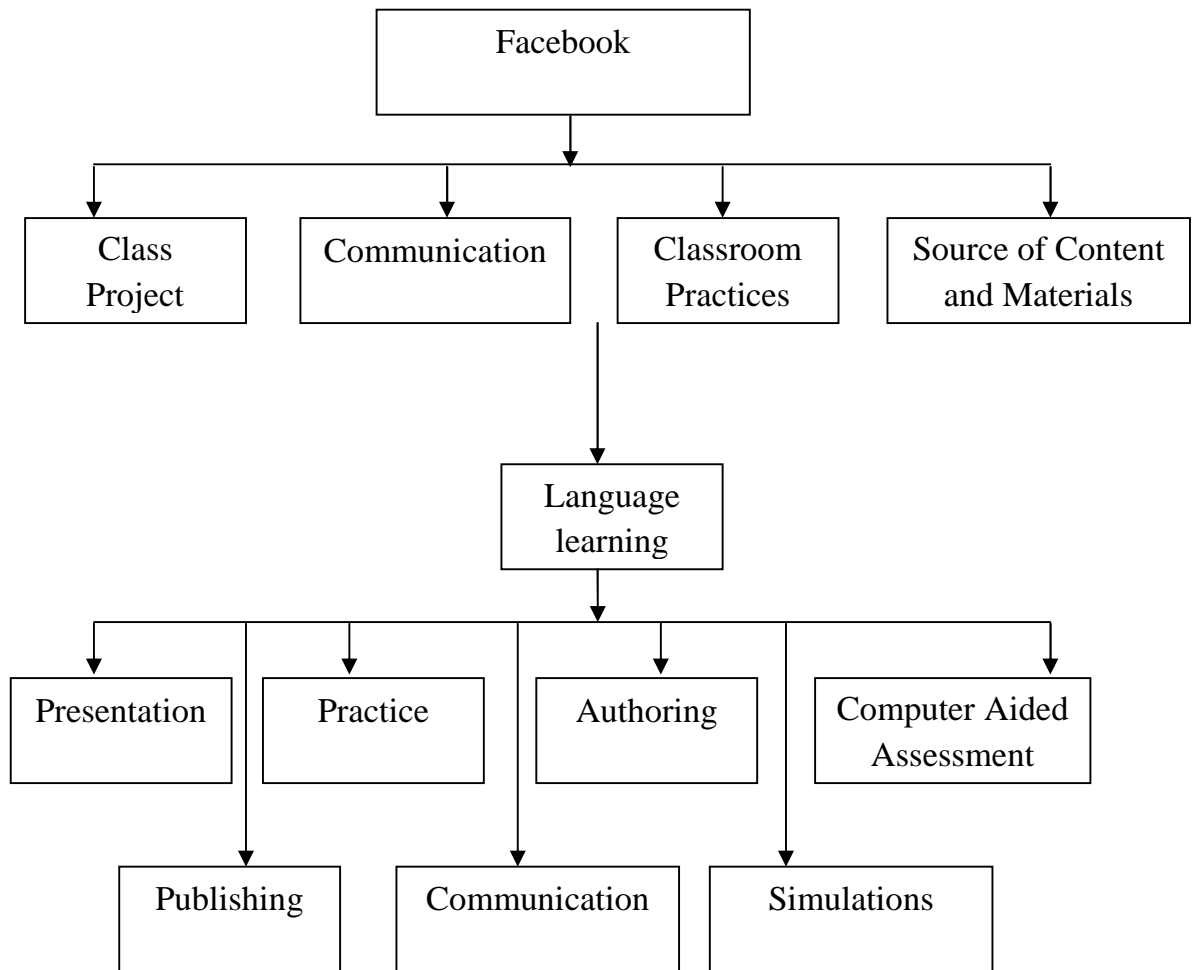 Facebook
Class
Project
Communication
Classroom
Practices
Source of Content
and Materials
Language
learning
Presentation
Practice
Authoring
Computer Aided
Assessment
Publishing
Communication
Simulations